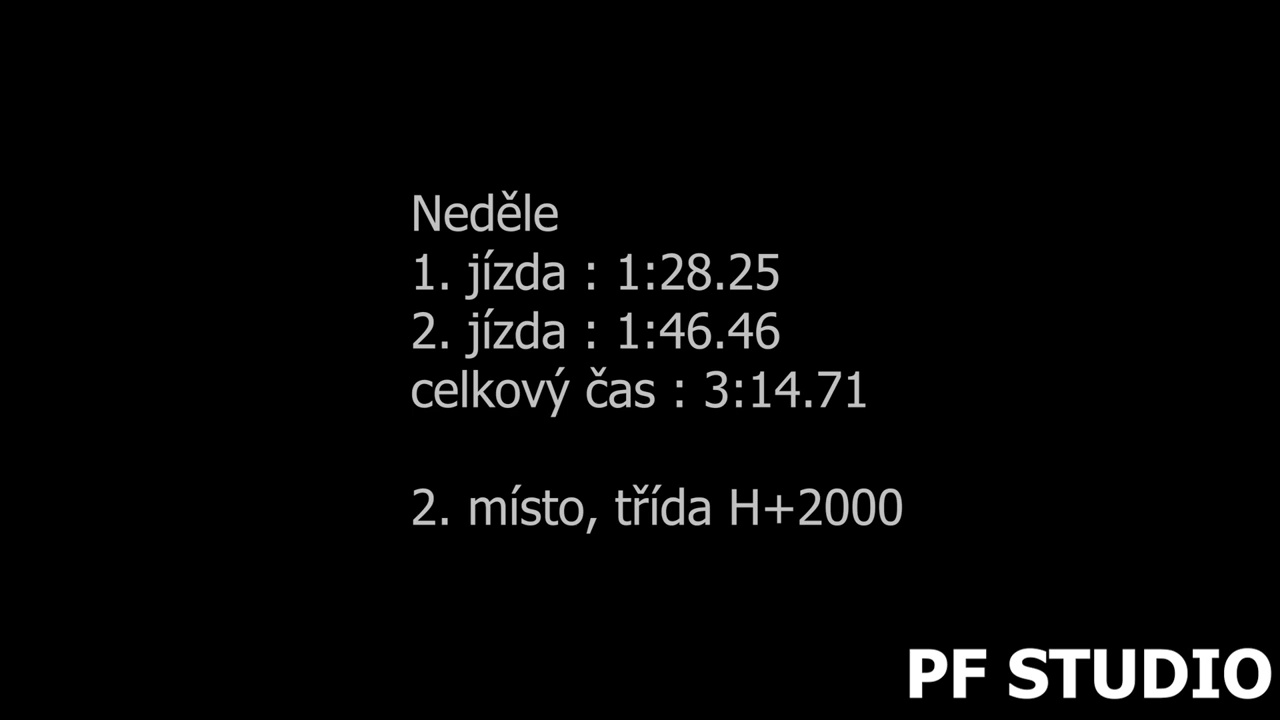 Neděle
1. jízda : 1:28.25
2. jízda : 1:46.46
celkový čas : 3:14.71
2. místo, třída H+2000
PF STUDIO